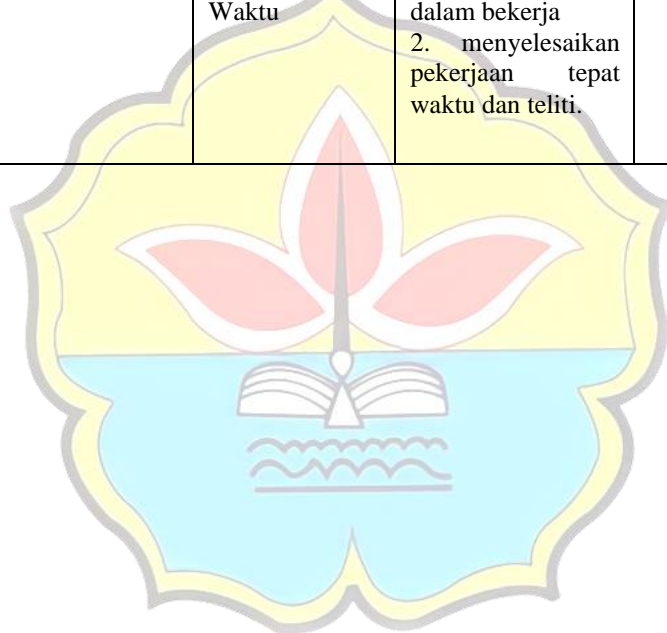 Waktu
dalam bekerja
2. menyelesaikan
pekerjaan tepat
waktu dan teliti.